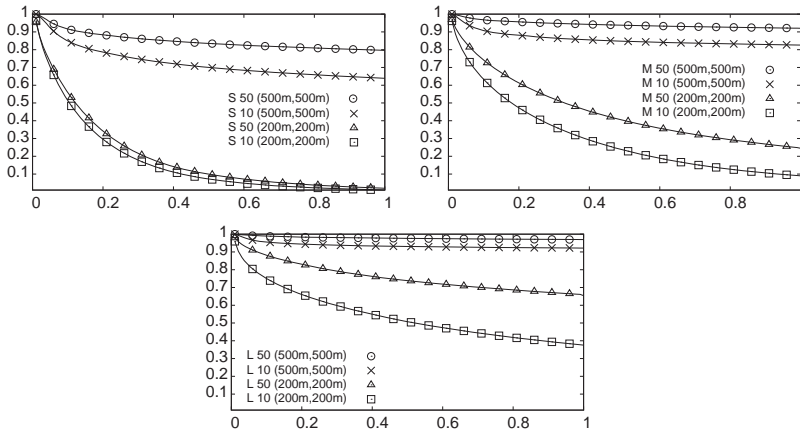 1
0.9
0.8
0.7
0.6
0.5
0.4
0.3
0.2
0.1
0 0.2 0.4 0.6 0.8 1
S 50 (500m,500m)
S 10 (500m,500m)
S 50 (200m,200m)
S 10 (200m,200m)
1
0.9
0.8
0.7
0.6
0.5
0.4
0.3
0.2
0.1
0 0.2 0.4 0.6 0.8 1
M 50 (500m,500m)
M 10 (500m,500m)
M 50 (200m,200m)
M 10 (200m,200m)
1
0.9
0.8
0.7
0.6
0.5
0.4
0.3
0.2
0.1
0 0.2 0.4 0.6 0.8 1
L 50 (500m,500m)
L 10 (500m,500m)
L 50 (200m,200m)
L 10 (200m,200m)